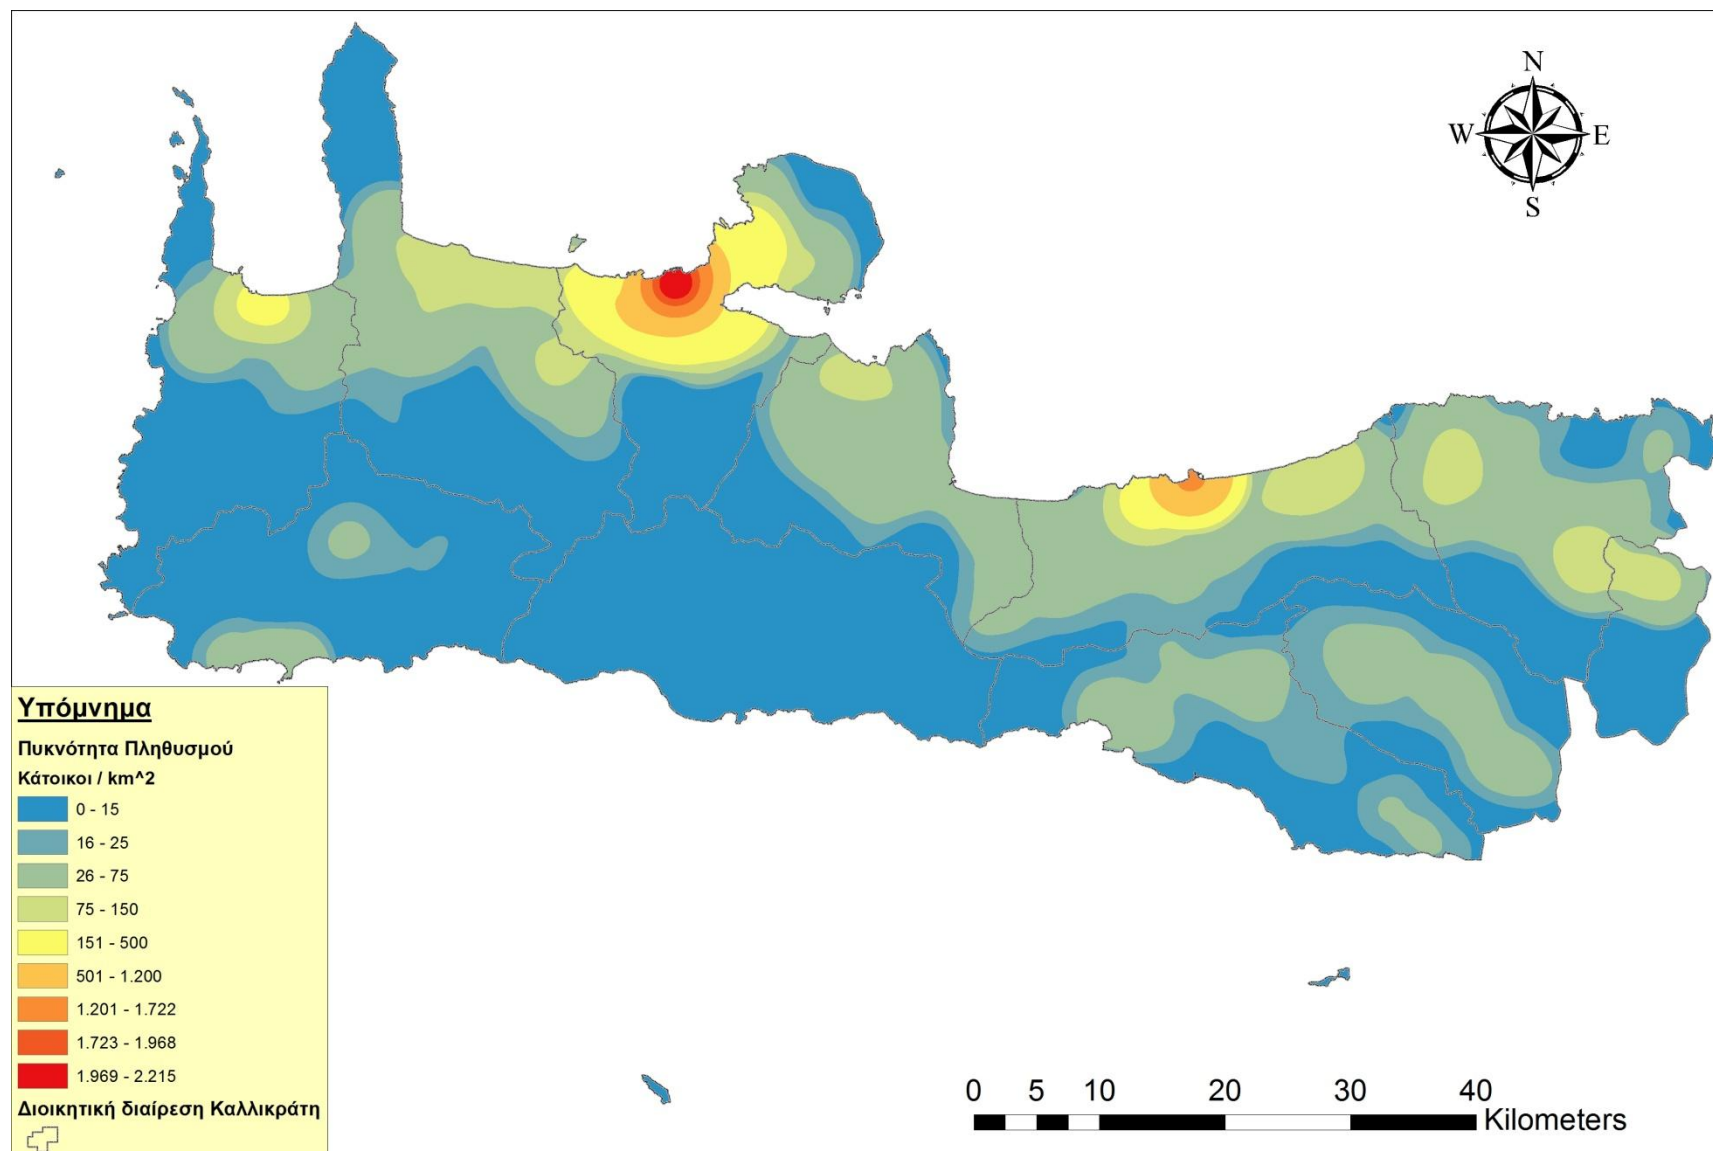 N
W E
S
Υπόμνημα
Πυκνότητα Πληθυσμού
Κάτοικοι / km^2
0 - 15
16 - 25
26 - 75
75 - 150
151 - 500
501 - 1.200
1.201 - 1.722
1.723 - 1.968
1.969 - 2.215
Διοικητική διαίρεση Καλλικράτη
0 5 10 20 30 40
Kilometers